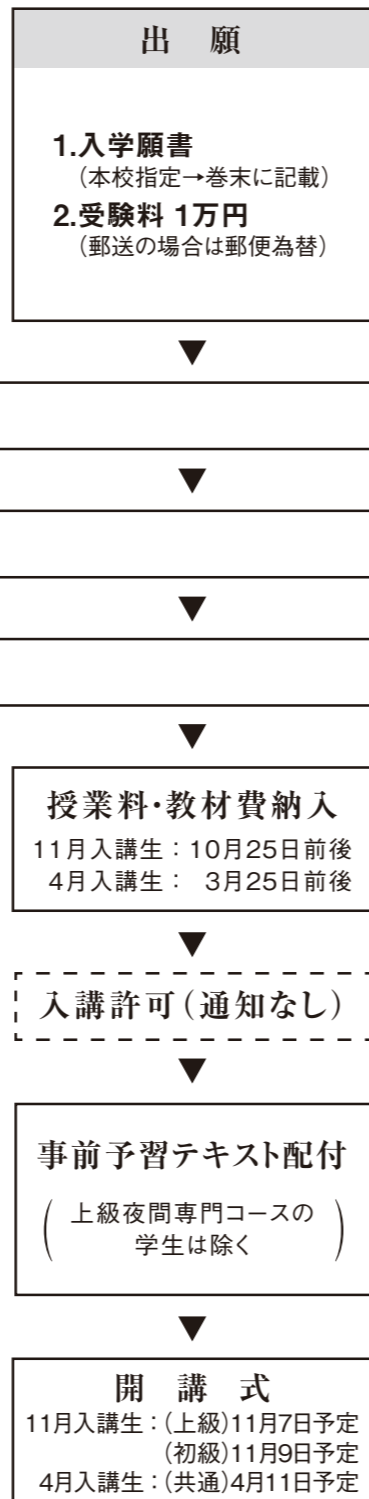 出 願
1.入学願書
（本校指定→巻末に記載）
2.受験料 1万円
（郵送の場合は郵便為替）
▼
▼
▼
▼
授業料・教材費納入
11月入講生：10月25日前後
4月入講生： 3月25日前後
▼
入講許可（通知なし）
▼
事前予習テキスト配付
（ 上級夜間専門コースの
学生は除く ）
▼
開 講 式
11月入講生：（上級）11月7日予定
（初級）11月9日予定
4月入講生：（共通）4月11日予定